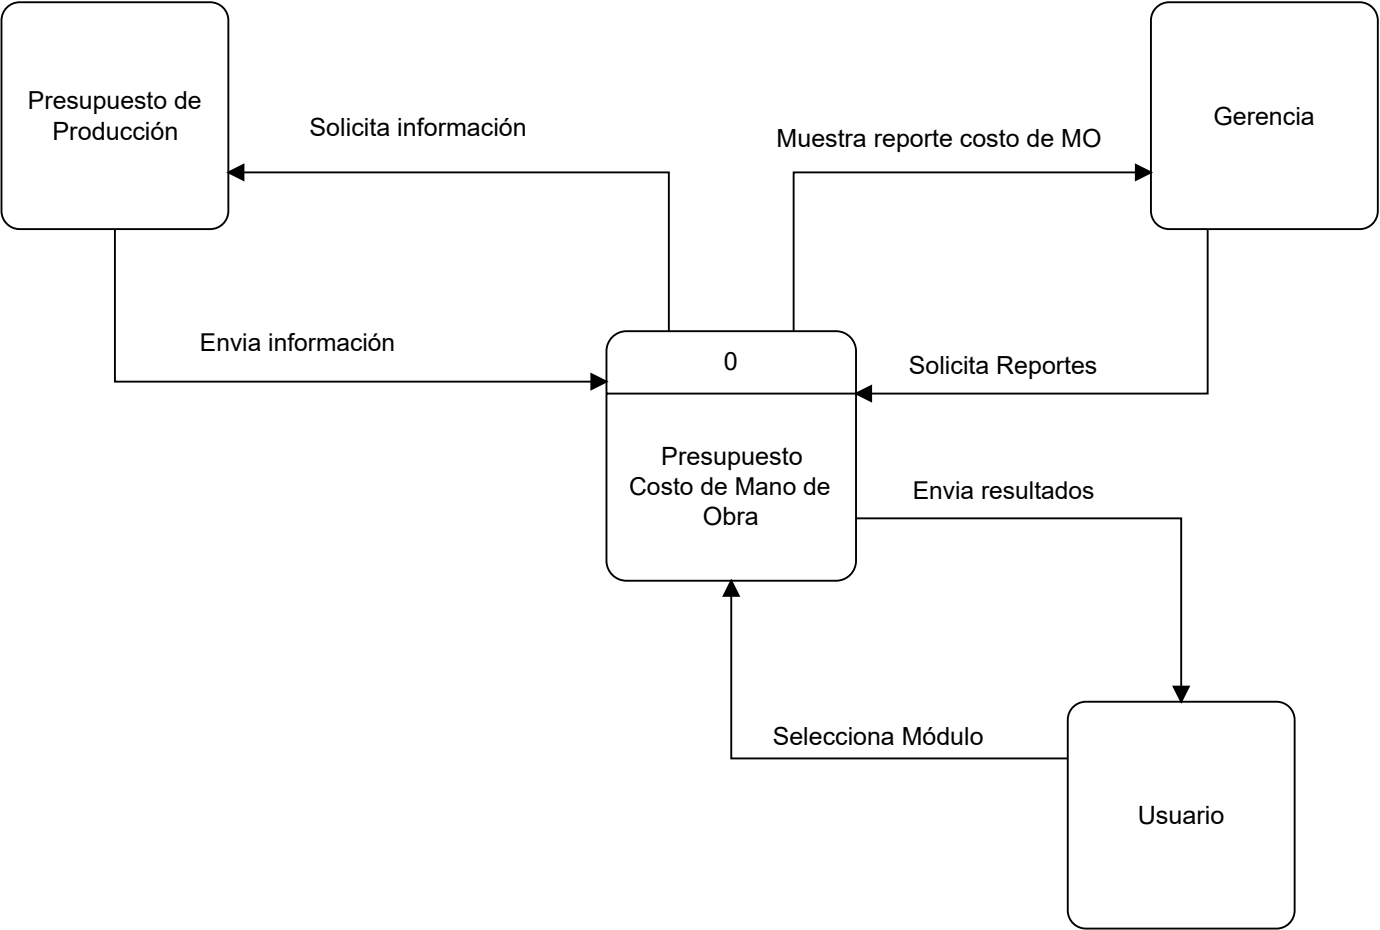 Presupuesto de
Producción
Solicita información
Muestra reporte costo de MO
Gerencia
Envia información
0
Solicita Reportes
Presupuesto
Costo de Mano de
Obra
Envia resultados
Selecciona Módulo
Usuario